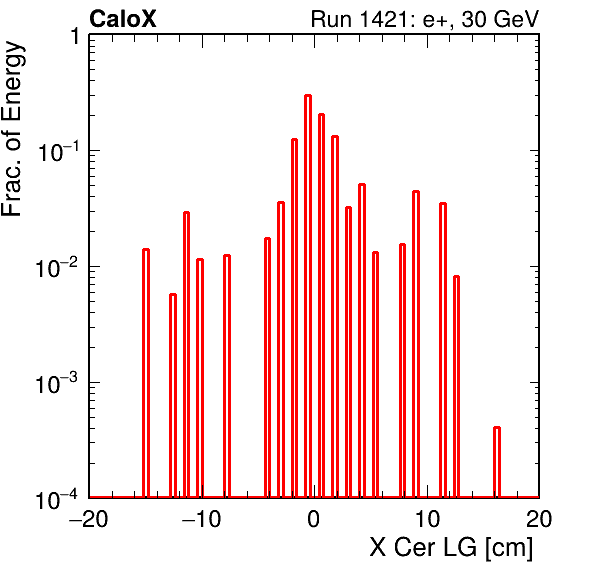 CaloX Run 1421: e+, 30 GeV
Frac. of Energy
1
10⁻¹
10⁻²
10⁻³
10⁻⁴
−20 −10 0 10 20
X Cer LG [cm]